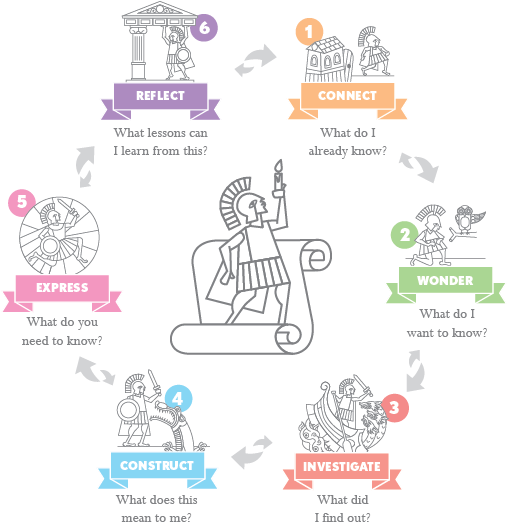 1
CONNECT
What do I
already know?
2
WONDER
What do I
want to know?
3
INVESTIGATE
What did
I find out?
4
CONSTRUCT
What does this
mean to me?
5
EXPRESS
What do you
need to know?
6
REFLECT
What lessons can
I learn from this?